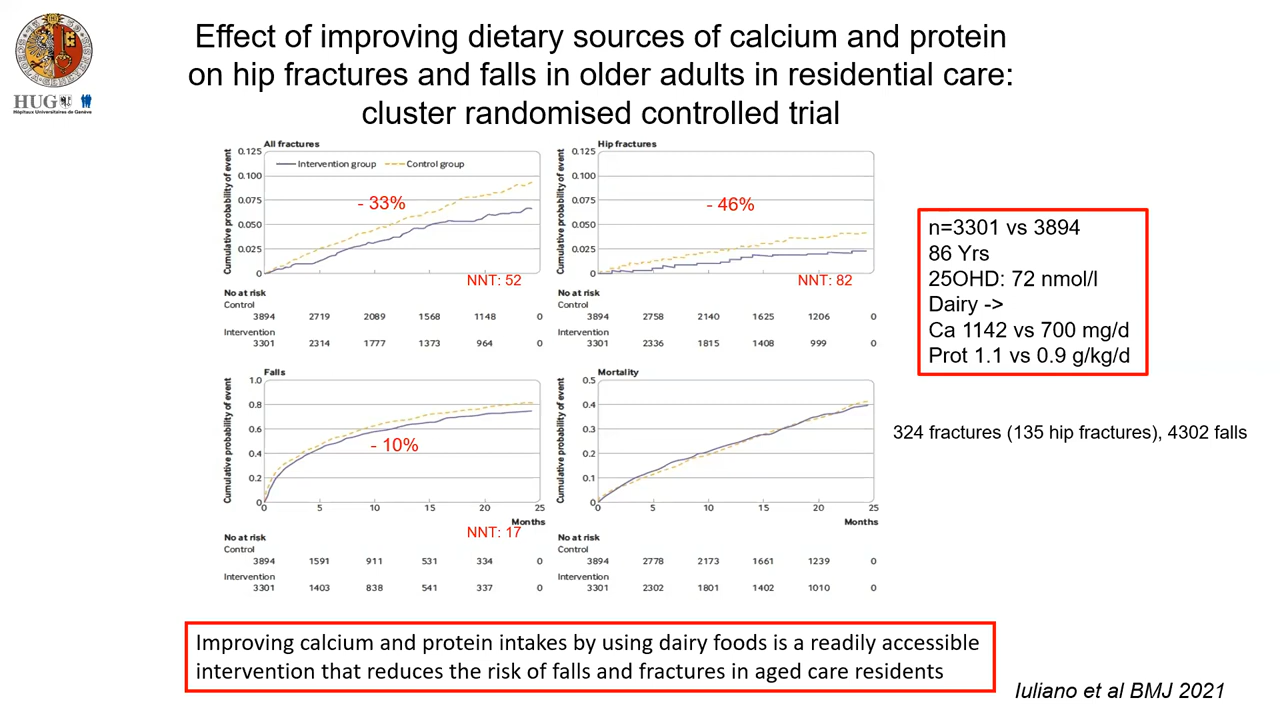 Effect of improving dietary sources of calcium and protein
on hip fractures and falls in older adults in residential care:
cluster randomised controlled trial
HUG
Hôpitaux Universitaires de Genève
All fractures
Cumulative probability of event
0.125
0.100
0.075
0.050
0.025
0
Intervention group
Control group
- 33%
NNT: 52
No at risk
Control
3894 2719 2089 1568 1148 0
Intervention
3301 2314 1777 1373 964 0
Hip fractures
Cumulative probability of event
0.125
0.100
0.075
0.050
0.025
0
- 46%
NNT: 82
No at risk
Control
3894 2758 2140 1625 1206 0
Intervention
3301 2336 1815 1408 999 0
Falls
Cumulative probability of event
1.0
0.8
0.6
0.4
0.2
0
- 10%
0 5 10 15 20 25
Months
NNT: 17
No at risk
Control
3894 1591 911 531 334 0
Intervention
3301 1403 838 541 337 0
Mortality
Cumulative probability of event
0.5
0.4
0.3
0.2
0.1
0
0 5 10 15 20 25
Months
No at risk
Control
3894 2778 2173 1661 1239 0
Intervention
3301 2302 1801 1402 1010 0
n=3301 vs 3894
86 Yrs
25OHD: 72 nmol/l
Dairy ->
Ca 1142 vs 700 mg/d
Prot 1.1 vs 0.9 g/kg/d
324 fractures (135 hip fractures), 4302 falls
Improving calcium and protein intakes by using dairy foods is a readily accessible
intervention that reduces the risk of falls and fractures in aged care residents
Iuliano et al BMJ 2021